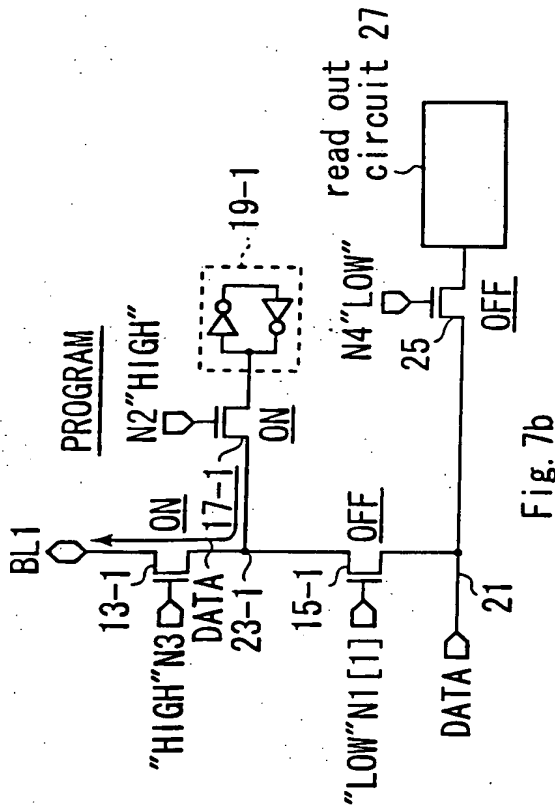 PROGRAM
BL1
"HIGH"N3
13-1
ON
DATA
17-1
23-1
N2"HIGH"
ON
19-1
"LOW"N1[1]
15-1
OFF
DATA
21
N4"LOW"
25
OFF
read out
circuit 27
Fig. 7b